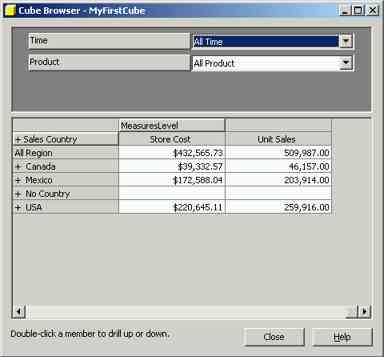 Cube Browser - MyFirstCube
Time All Time
Product All Product
MeasuresLevel
+ Sales Country Store Cost Unit Sales
All Region $432,565.73 509,987.00
+ Canada $39,332.57 46,157.00
+ Mexico $172,588.04 203,914.00
+ No Country
+ USA $220,645.11 259,916.00
Double-click a member to drill up or down.
Close Help